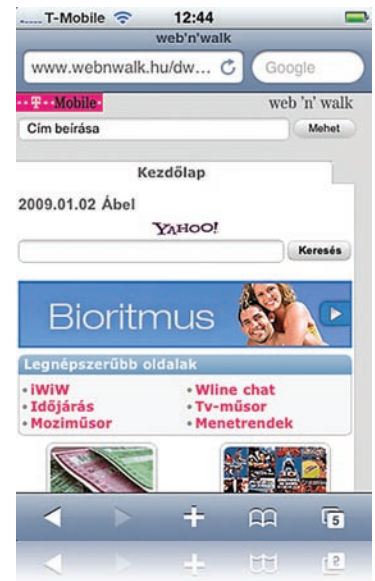 T-Mobile 12:44
web'n'walk
www.webnwalk.hu/dw... Google
T··Mobile· web 'n' walk
Cím beírása Mehet
Kezdőlap
2009.01.02 Ábel
YAHOO!
Keresés
Bioritmus
Legnépszerűbb oldalak
• iWiW • Wline chat
• Időjárás • Tv-műsor
• Moziműsor • Menetrendek
5